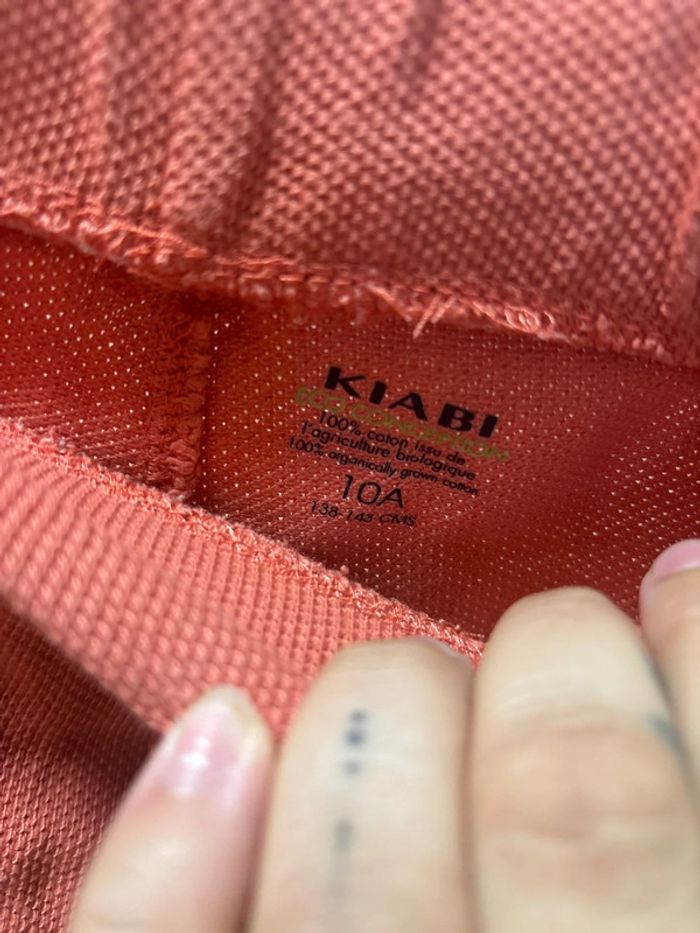 KIABI
ECO CONCEPTION
100% coton issu de
l'agriculture biologique
100% organically grown cotton
10A
138-143 CMS